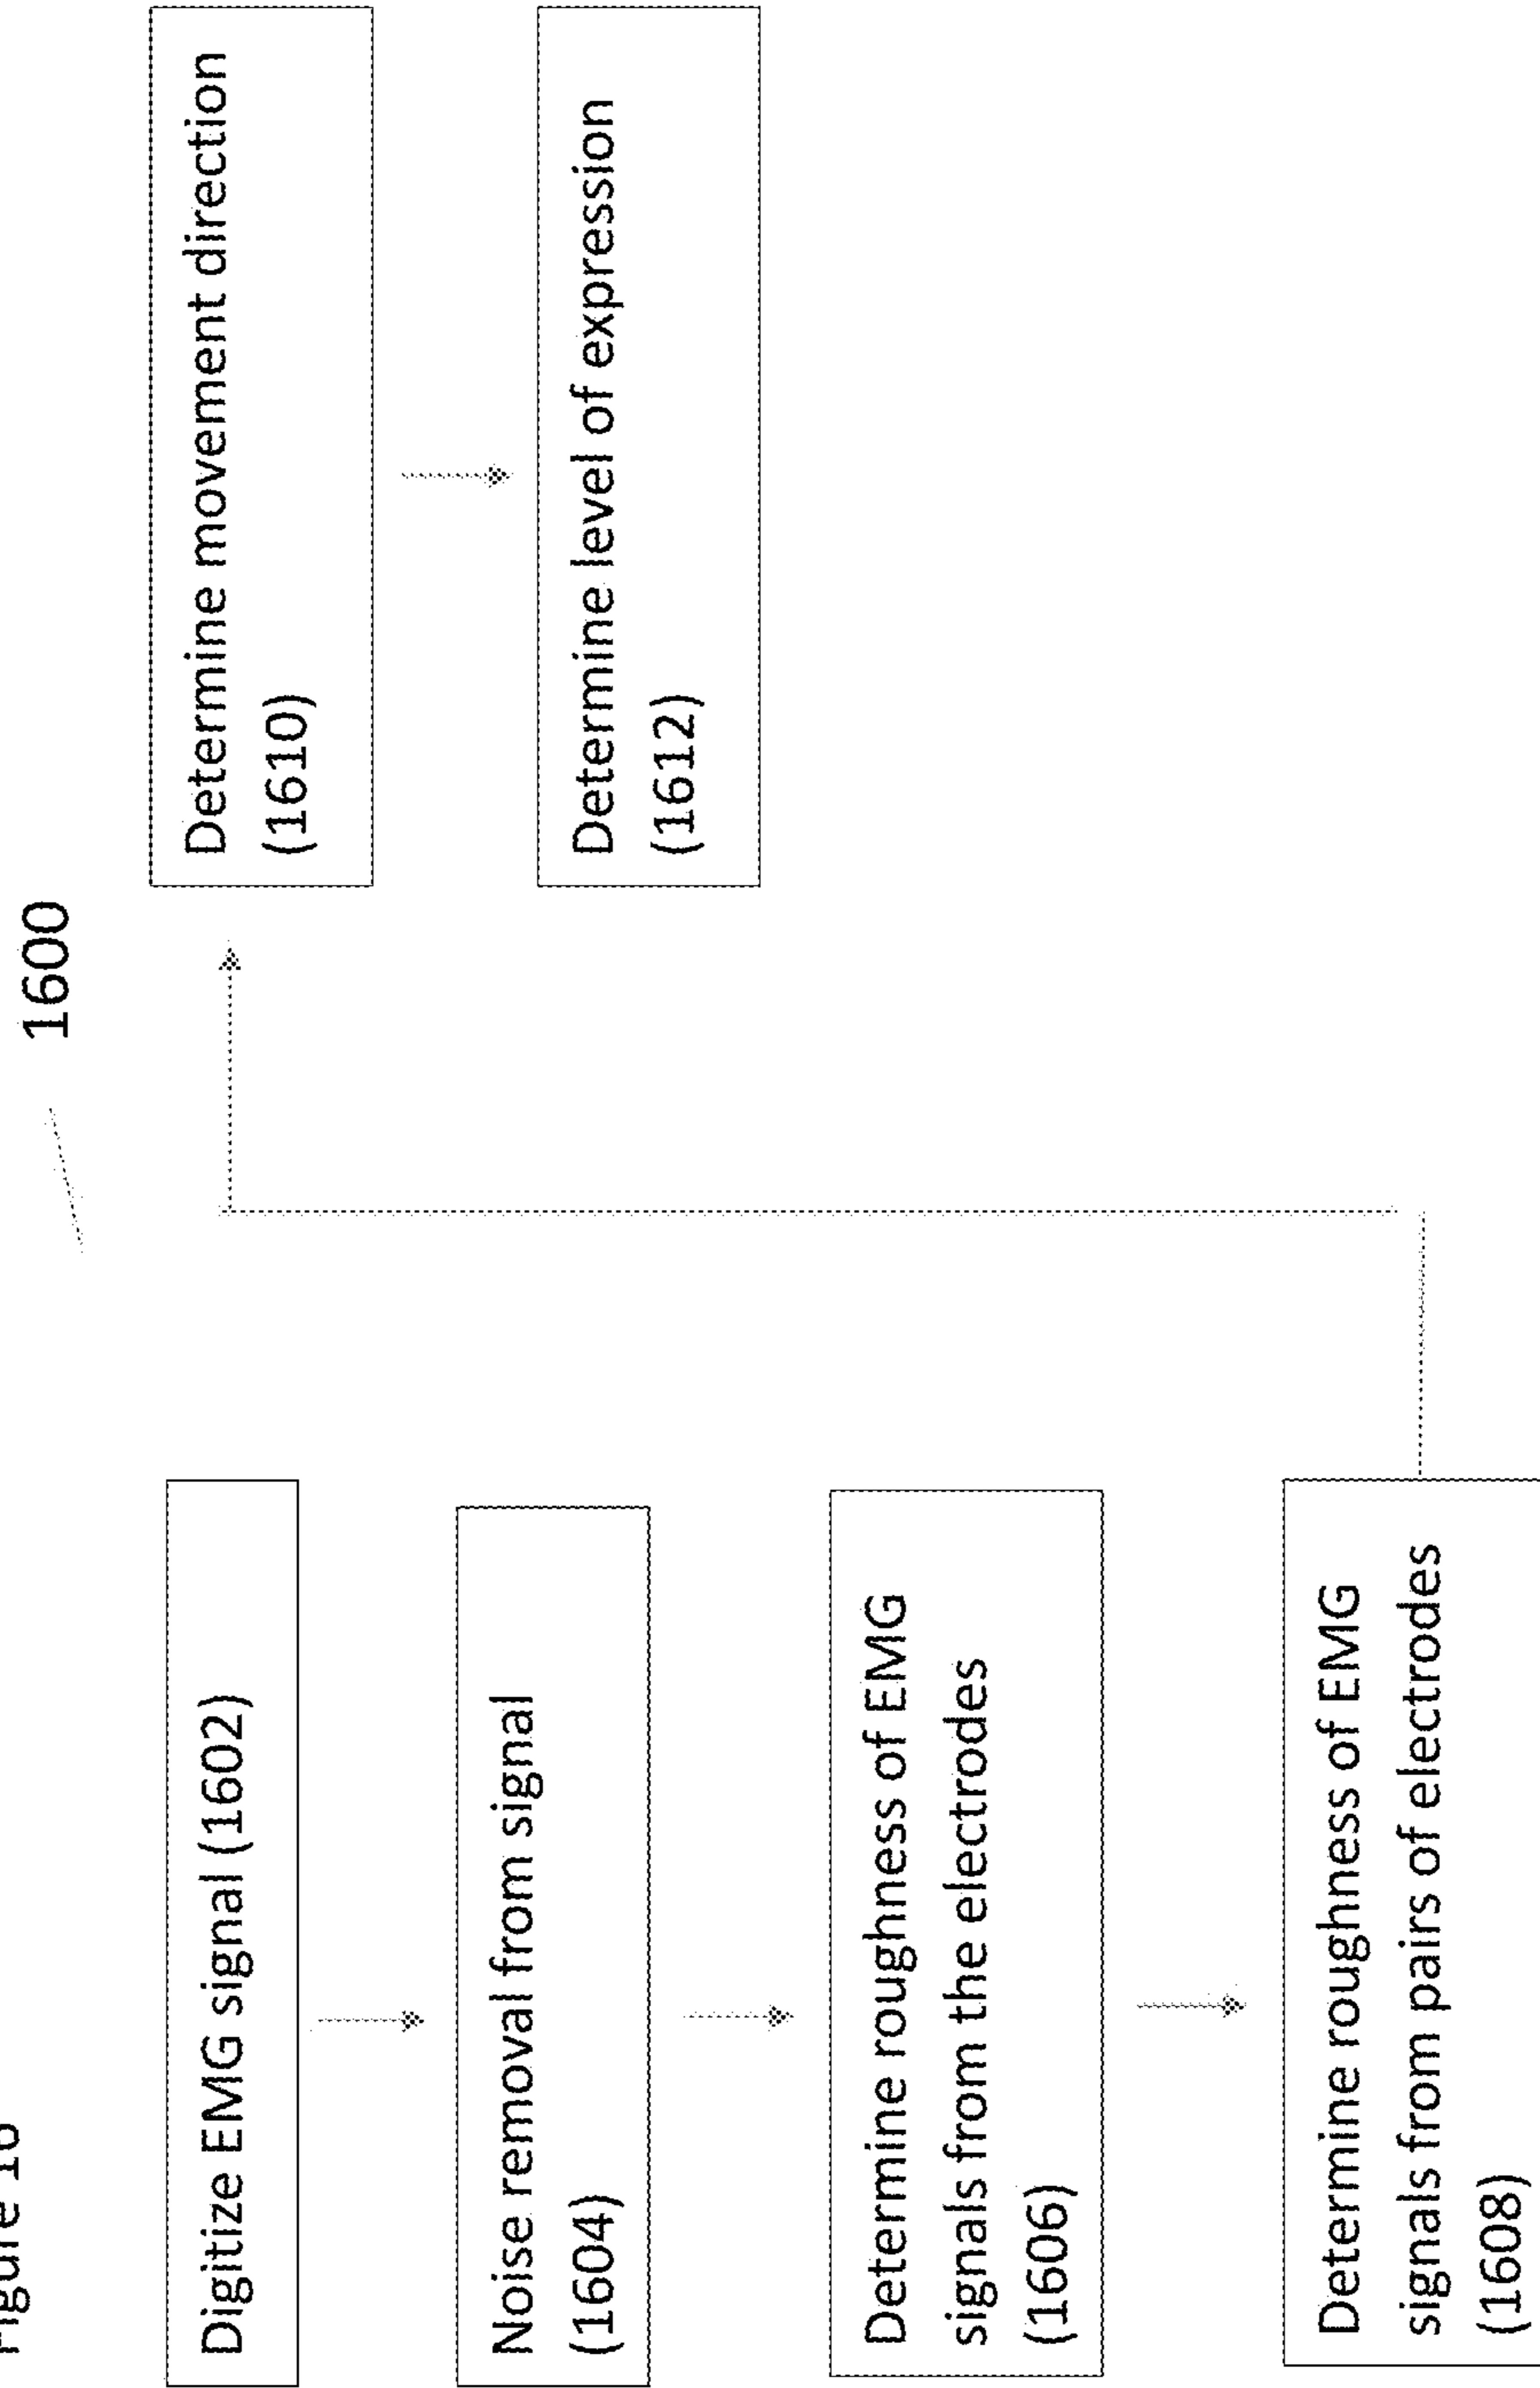 Figure 16
1600
Digitize EMG signal (1602)
Noise removal from signal
(1604)
Determine roughness of EMG
signals from the electrodes
(1606)
Determine roughness of EMG
signals from pairs of electrodes
(1608)
Determine movement direction
(1610)
Determine level of expression
(1612)